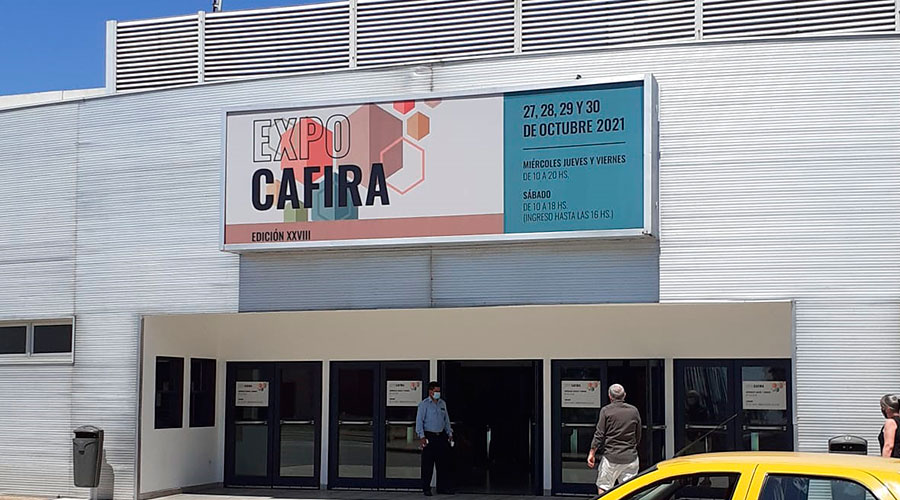 EXPO
CAFIRA
EDICIÓN XXVIII
27, 28, 29 Y 30
DE OCTUBRE 2021
MIÉRCOLES JUEVES Y VIERNES
DE 10 A 20 HS.
SÁBADO
DE 10 A 18 HS.
(INGRESO HASTA LAS 16 HS.)